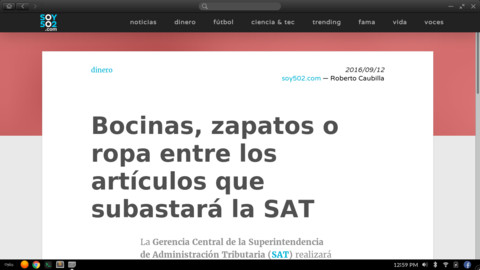 SOY
502
.com
noticias dinero fútbol ciencia & tec trending fama vida voces
dinero
2016/09/12
soy502.com — Roberto Caubilla
Bocinas, zapatos o
ropa entre los
artículos que
subastará la SAT
La Gerencia Central de la Superintendencia
de Administración Tributaria (SAT) realizará
12:59 PM